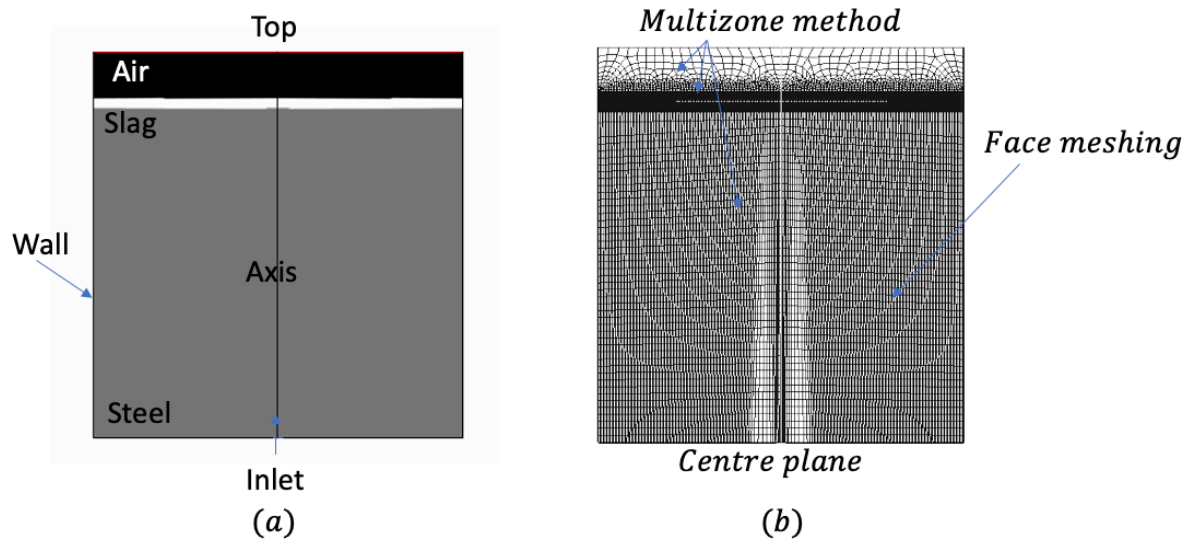 Top
Air
Slag
Wall
Axis
Steel
Inlet
(a)
Multizone method
Face meshing
Centre plane
(b)